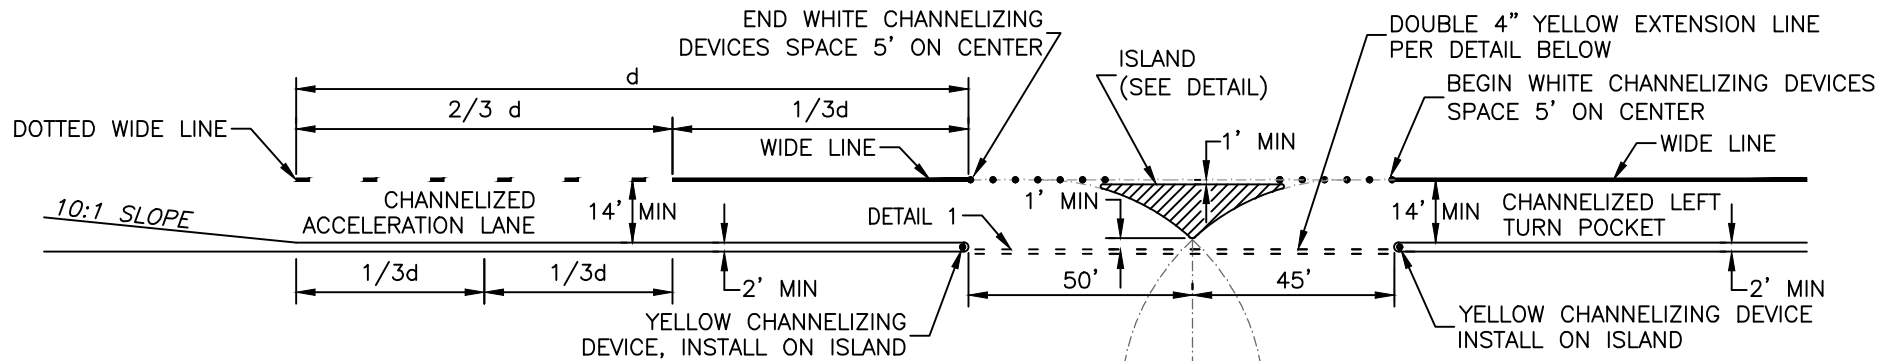 END WHITE CHANNELIZING
DEVICES SPACE 5' ON CENTER
DOUBLE 4" YELLOW EXTENSION LINE
PER DETAIL BELOW
ISLAND
(SEE DETAIL)
BEGIN WHITE CHANNELIZING DEVICES
SPACE 5' ON CENTER
d
2/3 d
1/3d
DOTTED WIDE LINE
WIDE LINE
1' MIN
WIDE LINE
10:1 SLOPE
CHANNELIZED
ACCELERATION LANE
14' MIN
1' MIN
DETAIL 1
14' MIN
CHANNELIZED LEFT
TURN POCKET
1/3d
1/3d
2' MIN
50'
45'
2' MIN
YELLOW CHANNELIZING
DEVICE, INSTALL ON ISLAND
YELLOW CHANNELIZING DEVICE
INSTALL ON ISLAND